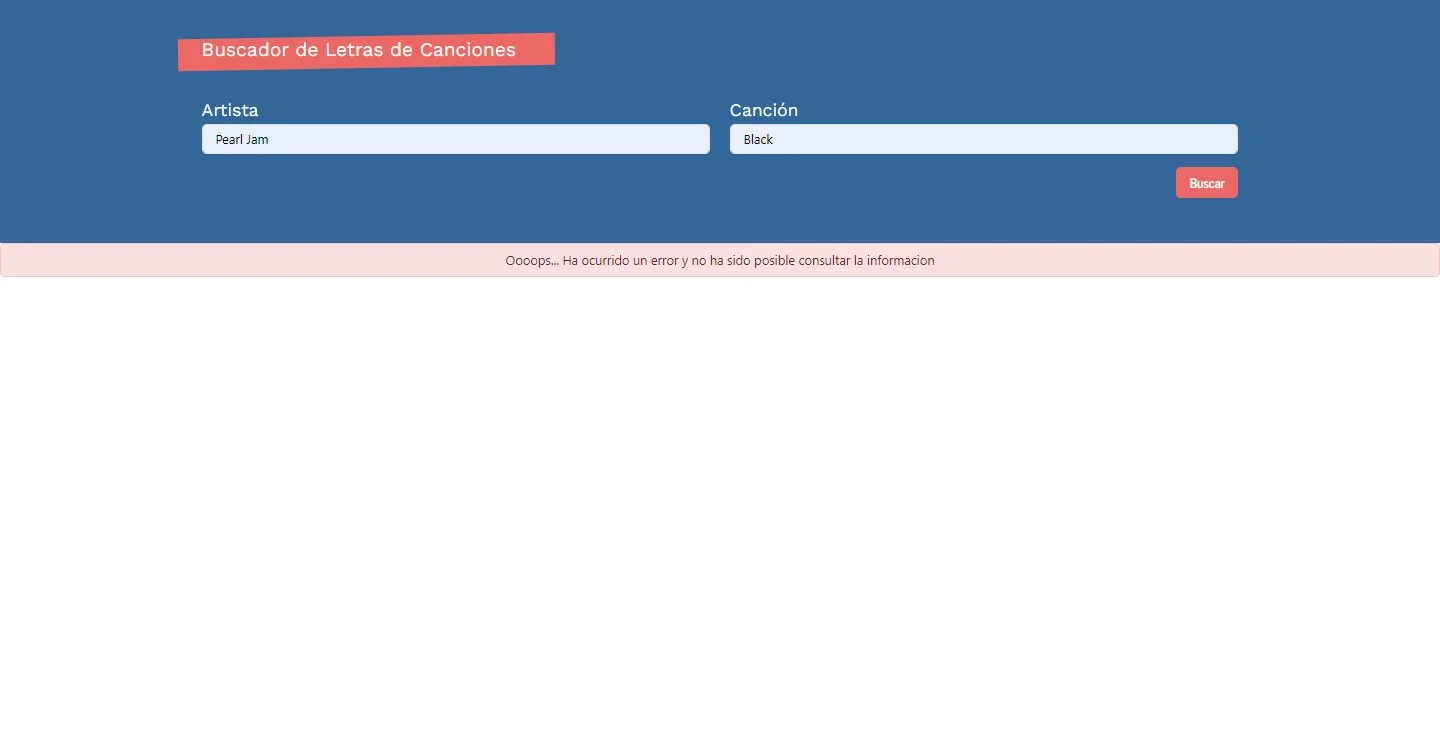 Buscador de Letras de Canciones
Artista
Canción
Pearl Jam
Black
Buscar
Oooops... Ha ocurrido un error y no ha sido posible consultar la informacion